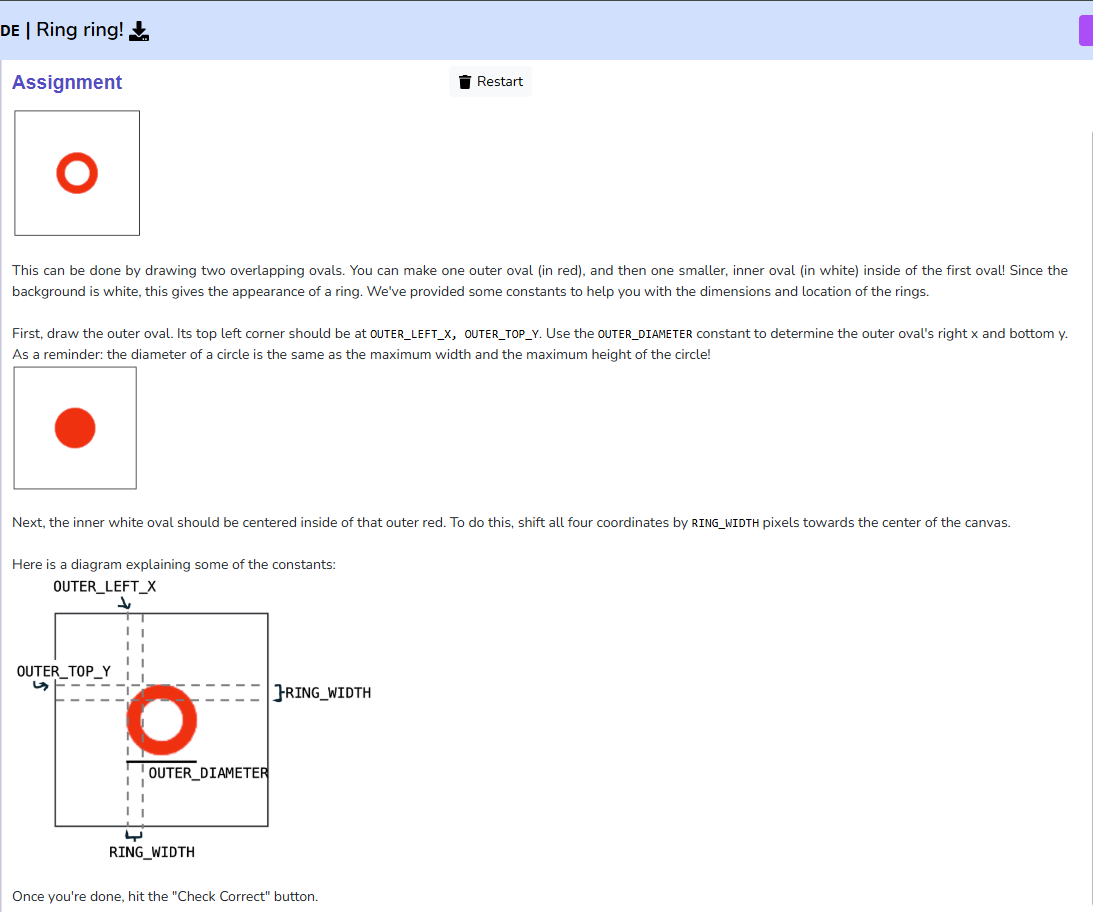 DE | Ring ring!
Assignment
Restart
This can be done by drawing two overlapping ovals. You can make one outer oval (in red), and then one smaller, inner oval (in white) inside of the first oval! Since the
background is white, this gives the appearance of a ring. We've provided some constants to help you with the dimensions and location of the rings.
First, draw the outer oval. Its top left corner should be at OUTER_LEFT_X, OUTER_TOP_Y. Use the OUTER_DIAMETER constant to determine the outer oval's right x and bottom y.
As a reminder: the diameter of a circle is the same as the maximum width and the maximum height of the circle!
Next, the inner white oval should be centered inside of that outer red. To do this, shift all four coordinates by RING_WIDTH pixels towards the center of the canvas.
Here is a diagram explaining some of the constants:
OUTER_LEFT_X
OUTER_TOP_Y
RING_WIDTH
OUTER_DIAMETER
RING_WIDTH
Once you're done, hit the "Check Correct" button.